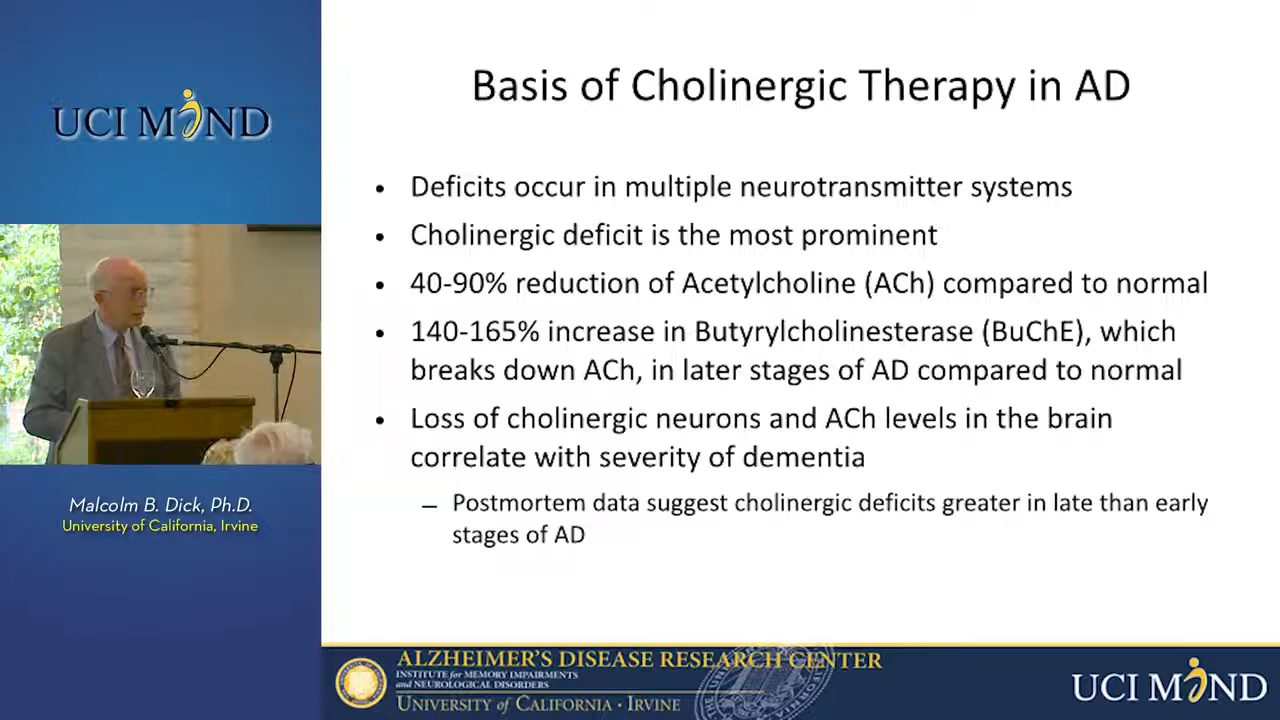 UCI MIND
Malcolm B. Dick, Ph.D.
University of California, Irvine
Basis of Cholinergic Therapy in AD
• Deficits occur in multiple neurotransmitter systems
• Cholinergic deficit is the most prominent
• 40-90% reduction of Acetylcholine (ACh) compared to normal
• 140-165% increase in Butyrylcholinesterase (BuChE), which
breaks down ACh, in later stages of AD compared to normal
• Loss of cholinergic neurons and ACh levels in the brain
correlate with severity of dementia
– Postmortem data suggest cholinergic deficits greater in late than early
stages of AD
ALZHEIMER'S DISEASE RESEARCH CENTER
INSTITUTE for MEMORY IMPAIRMENTS
and NEUROLOGICAL DISORDERS
UNIVERSITY of CALIFORNIA · IRVINE
UCI MIND